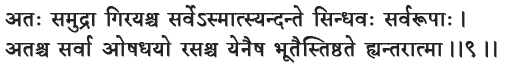 अतः समुद्रा गिरयश्च सर्वेऽस्मात्स्यन्दन्ते सिन्धवः सर्वरूपाः ।
अतश्च सर्वा ओषधयो रसश्च येनैष भूतैस्तिष्ठते ह्यन्तरात्मा ।।९।।